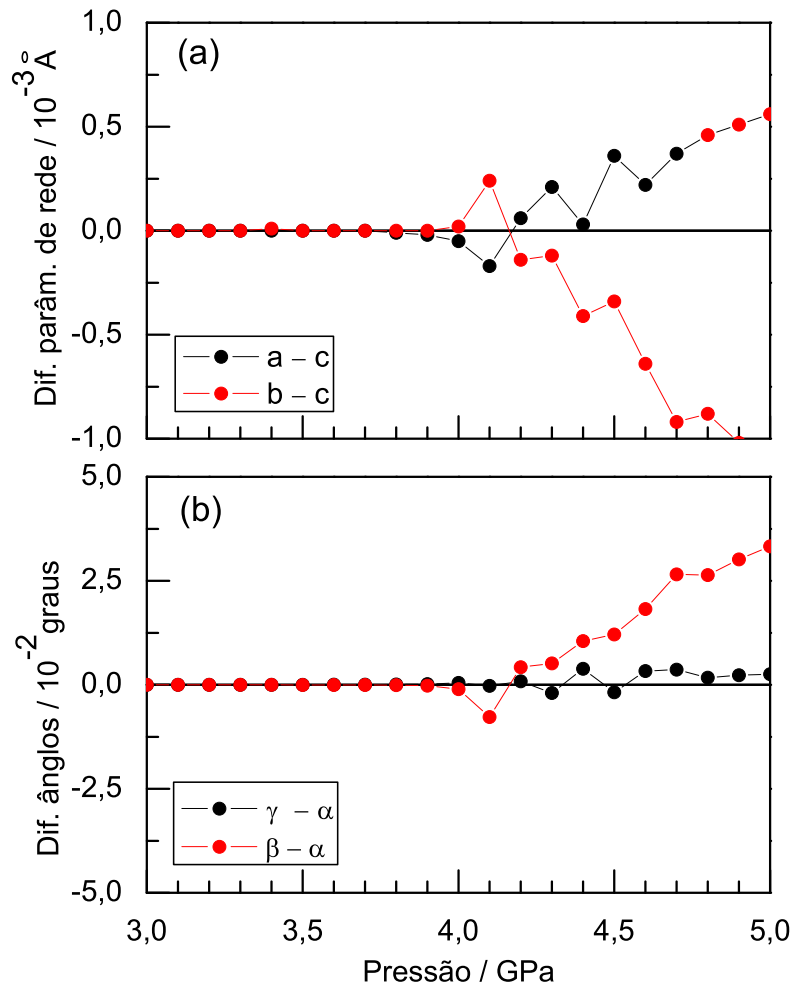 (a)
Dif. parâm. de rede / 10⁻³Å
1,0
0,5
0,0
-0,5
-1,0
a – c
b – c
(b)
Dif. ânglos / 10⁻² graus
5,0
2,5
0,0
-2,5
-5,0
γ – α
β – α
3,0 3,5 4,0 4,5 5,0
Pressão / GPa